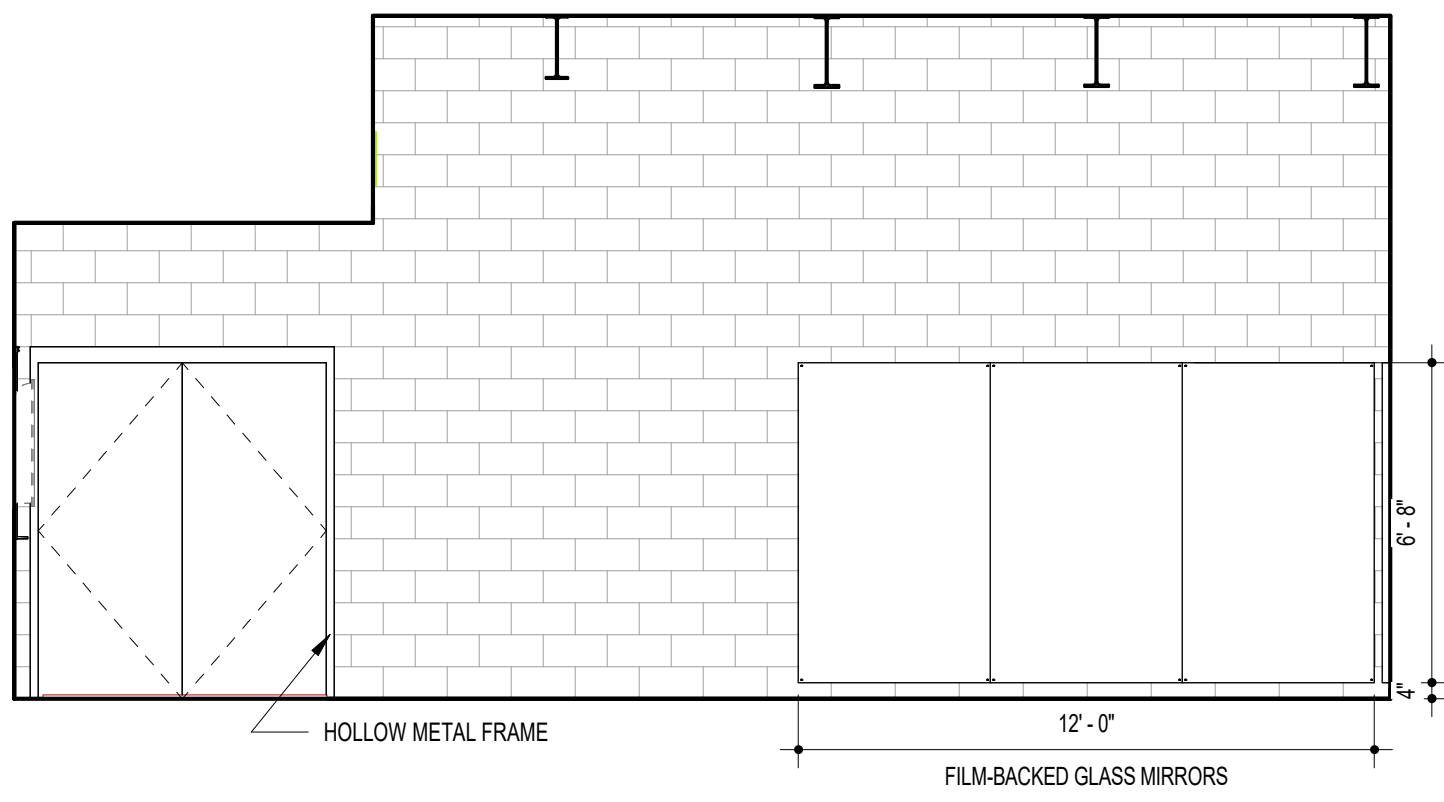 6' - 8"
4"
HOLLOW METAL FRAME
12' - 0"
FILM-BACKED GLASS MIRRORS